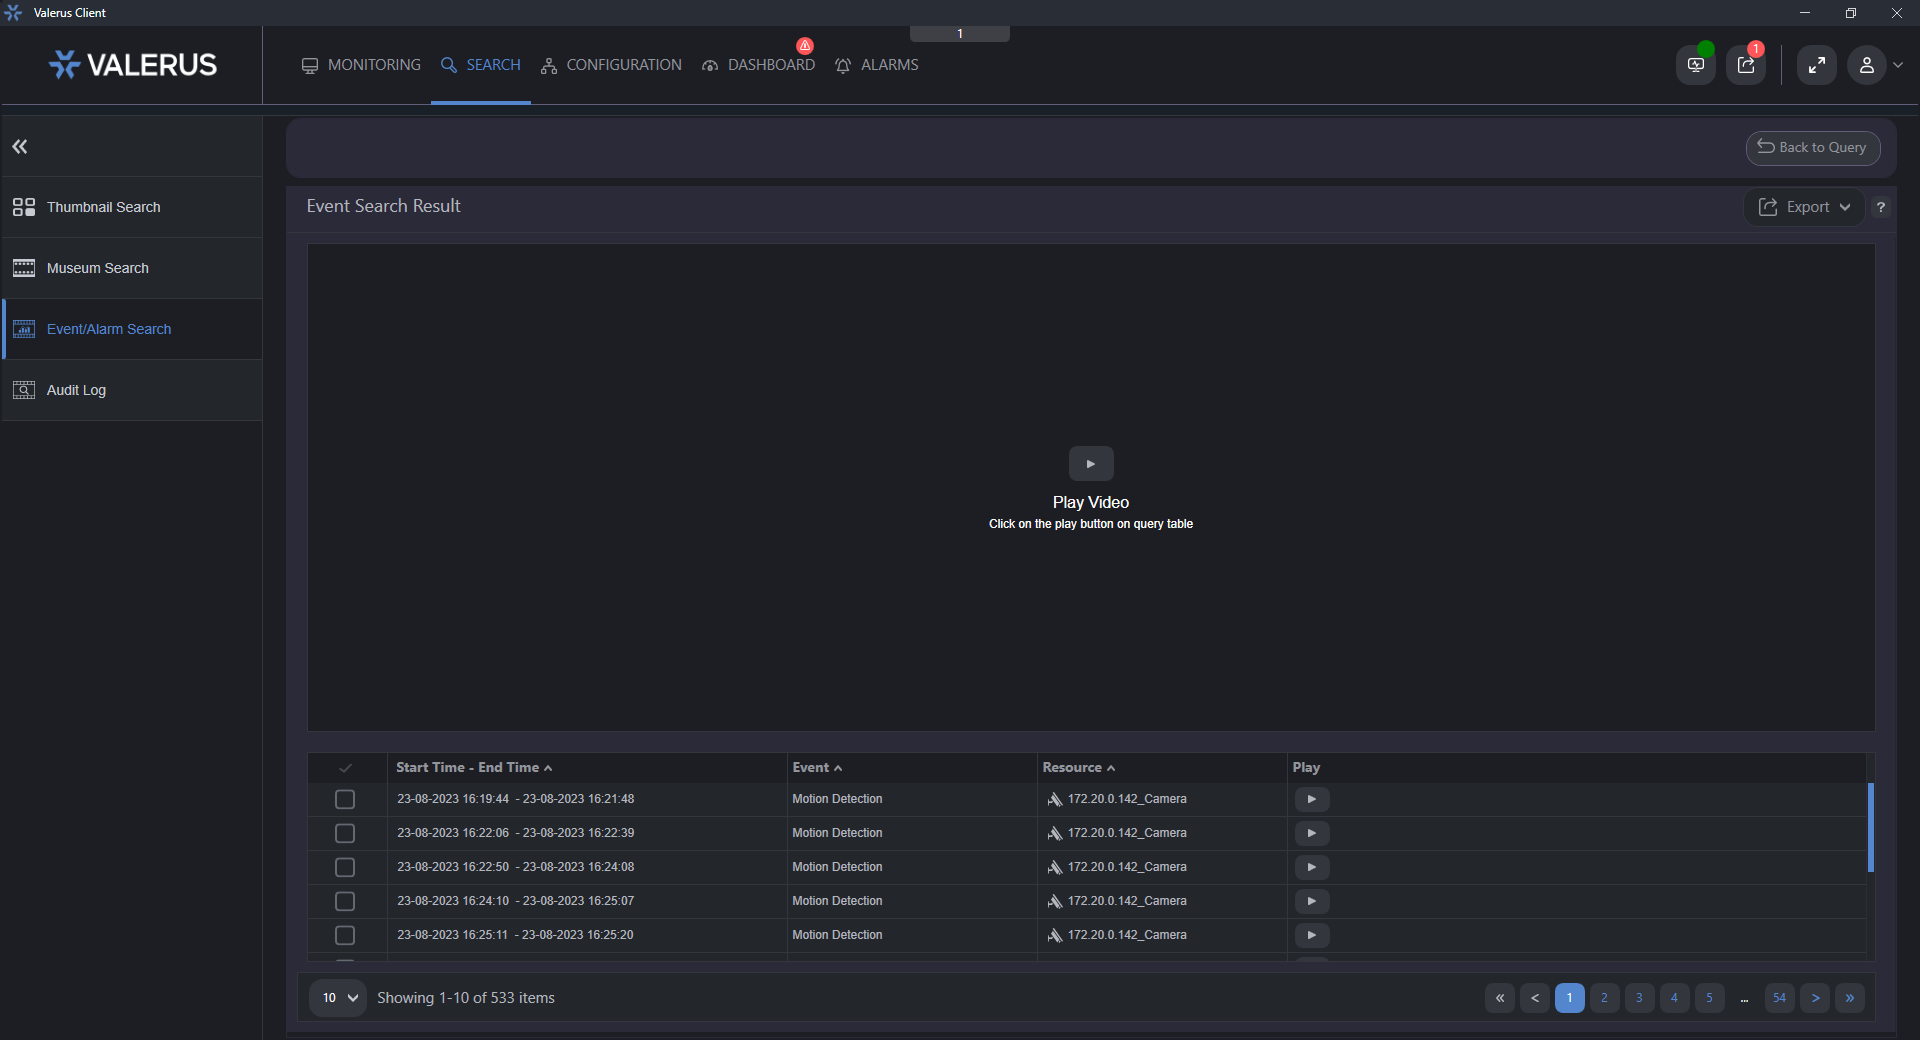 Valerus Client
1
VALERUS
MONITORING
SEARCH
CONFIGURATION
DASHBOARD
ALARMS
1
Back to Query
Thumbnail Search
Museum Search
Event/Alarm Search
Audit Log
Event Search Result
Export
?
Play Video
Click on the play button on query table
Start Time - End Time Event Resource Play
23-08-2023 16:19:44 - 23-08-2023 16:21:48 Motion Detection 172.20.0.142_Camera
23-08-2023 16:22:06 - 23-08-2023 16:22:39 Motion Detection 172.20.0.142_Camera
23-08-2023 16:22:50 - 23-08-2023 16:24:08 Motion Detection 172.20.0.142_Camera
23-08-2023 16:24:10 - 23-08-2023 16:25:07 Motion Detection 172.20.0.142_Camera
23-08-2023 16:25:11 - 23-08-2023 16:25:20 Motion Detection 172.20.0.142_Camera
10 Showing 1-10 of 533 items
« < 1 2 3 4 5 ... 54 > »